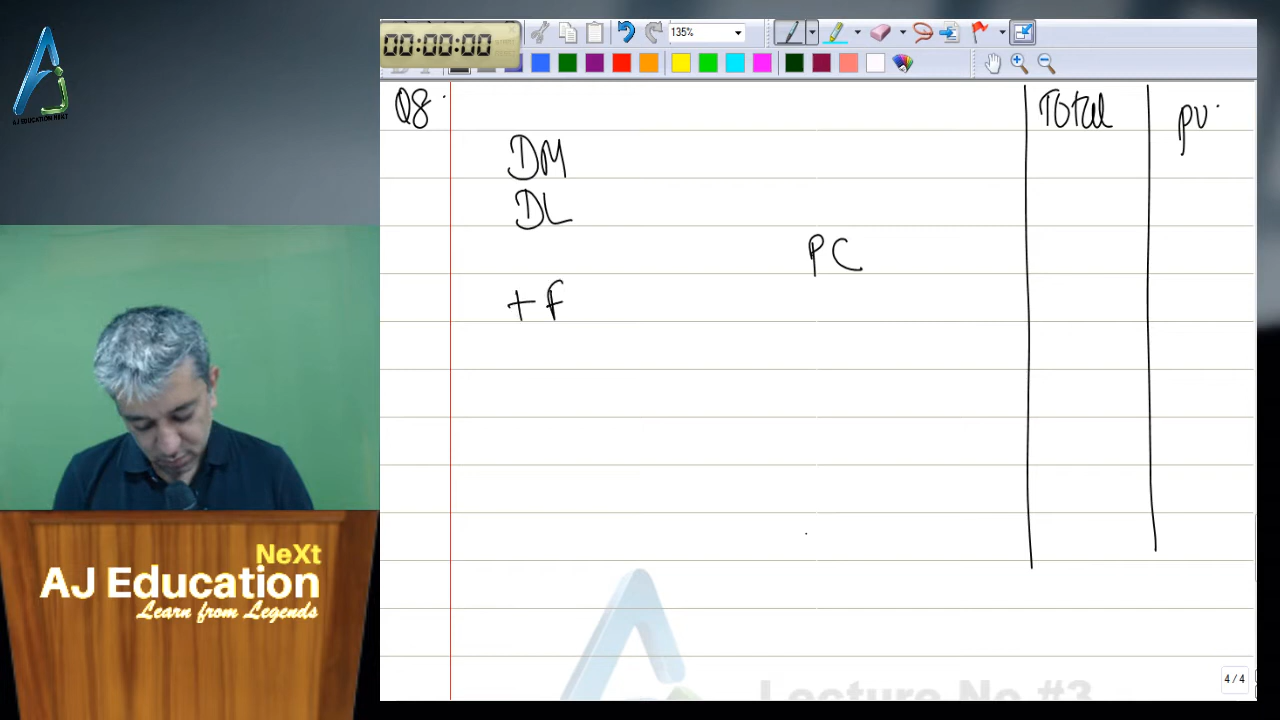 AJ EDUCATION NEXT
00:00:00
135%
Q8
Total
pu
DM
DL
PC
+ F
NeXt
AJ Education
Learn from Legends
4/4
Lecture No #3